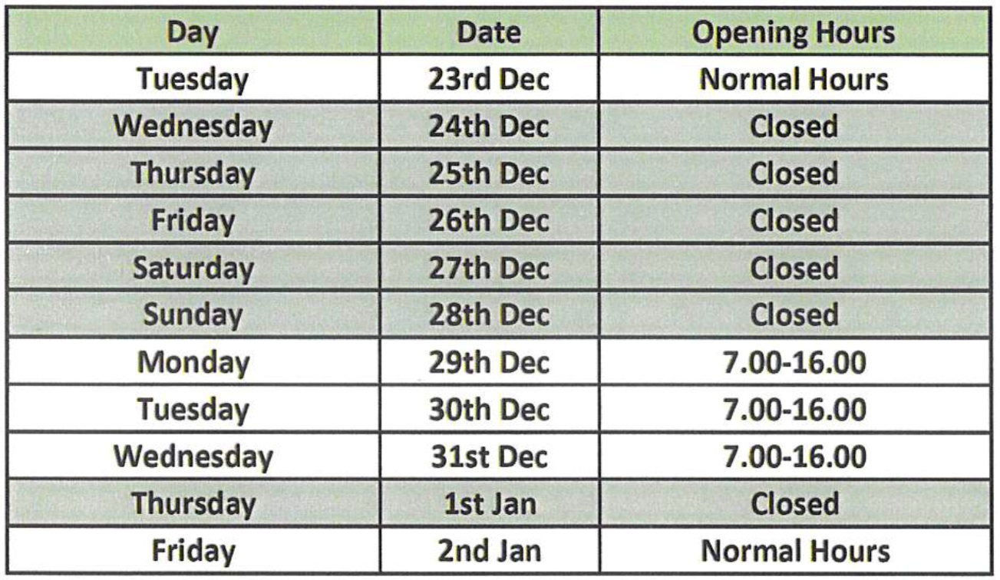 Day Date Opening Hours
Tuesday 23rd Dec Normal Hours
Wednesday 24th Dec Closed
Thursday 25th Dec Closed
Friday 26th Dec Closed
Saturday 27th Dec Closed
Sunday 28th Dec Closed
Monday 29th Dec 7.00-16.00
Tuesday 30th Dec 7.00-16.00
Wednesday 31st Dec 7.00-16.00
Thursday 1st Jan Closed
Friday 2nd Jan Normal Hours